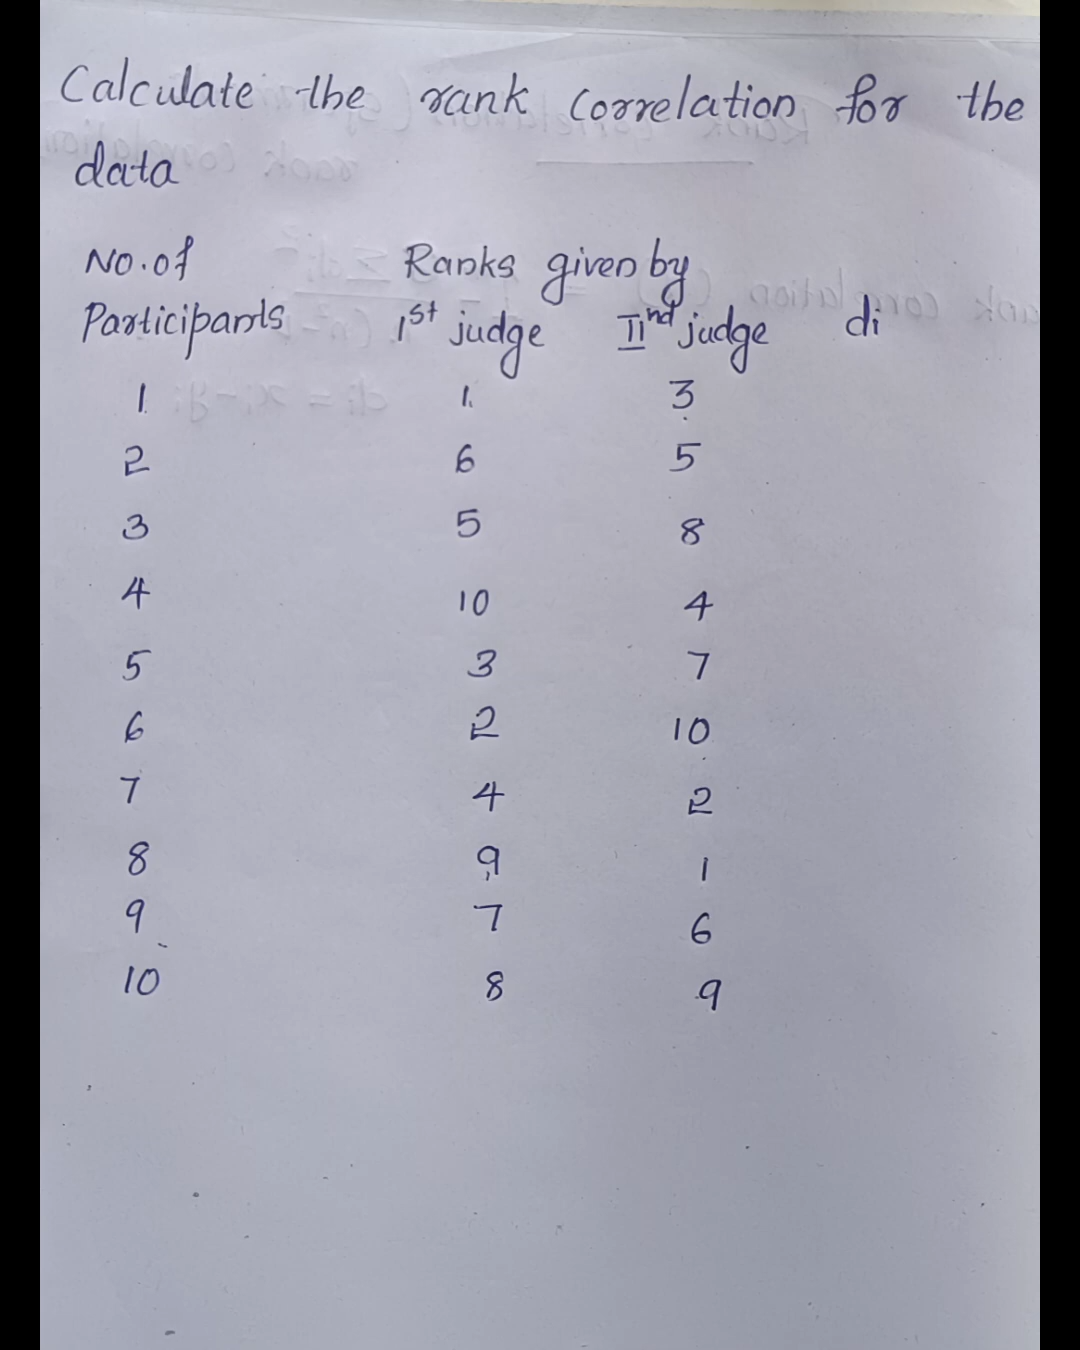 Calculate the rank correlation for the
data
No. of Ranks given by
Participants 1st judge IInd judge di
1 1 3
2 6 5
3 5 8
4 10 4
5 3 7
6 2 10
7 4 2
8 9 1
9 7 6
10 8 9